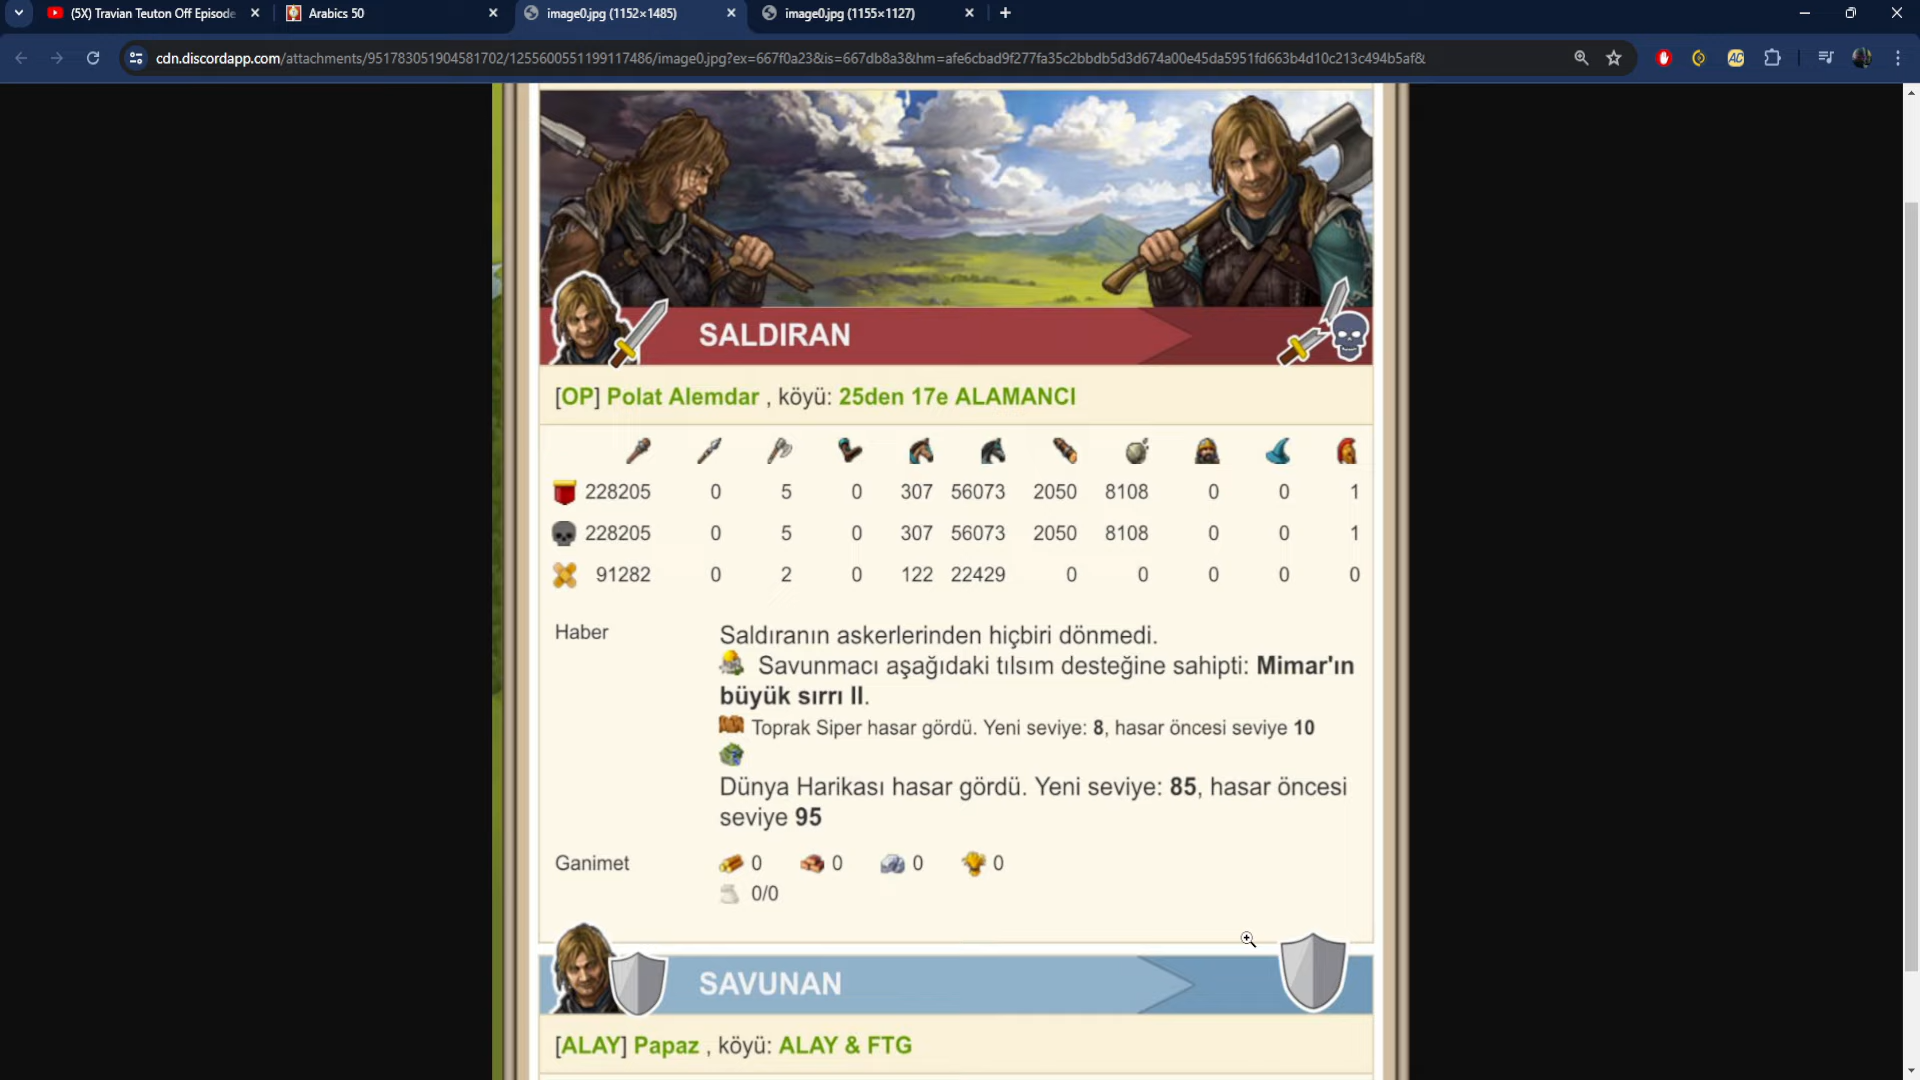 (5X) Travian Teuton Off Episode
Arabics 50
image0.jpg (1152×1485)
image0.jpg (1155×1127)
cdn.discordapp.com/attachments/951783051904581702/1255600551199117486/image0.jpg?ex=667f0a23&is=667db8a3&hm=afe6cbad9f277fa35c2bbdb5d3d674a00e45da5951fd663b4d10c213c494b5af&
AC
SALDIRAN
[OP] Polat Alemdar , köyü: 25den 17e ALAMANCI
228205 0 5 0 307 56073 2050 8108 0 0 1
228205 0 5 0 307 56073 2050 8108 0 0 1
91282 0 2 0 122 22429 0 0 0 0 0
Haber
Saldıranın askerlerinden hiçbiri dönmedi.
Savunmacı aşağıdaki tılsım desteğine sahipti: Mimar'ın
büyük sırrı II.
Toprak Siper hasar gördü. Yeni seviye: 8, hasar öncesi seviye 10
Dünya Harikası hasar gördü. Yeni seviye: 85, hasar öncesi
seviye 95
Ganimet
0 0 0 0
0/0
SAVUNAN
[ALAY] Papaz , köyü: ALAY & FTG